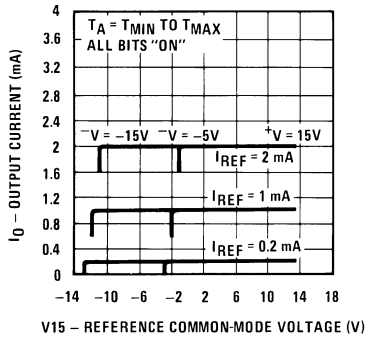 T_A = T_MIN TO T_MAX
ALL BITS "ON"
4
3.6
3.2
2.8
2.4
2
1.6
1.2
0.8
0.4
0
I_O – OUTPUT CURRENT (mA)
⁻V = –15V ⁻V = –5V ⁺V = 15V
I_REF = 2 mA
I_REF = 1 mA
I_REF = 0.2 mA
–14 –10 –6 –2 2 6 10 14 18
V15 – REFERENCE COMMON-MODE VOLTAGE (V)